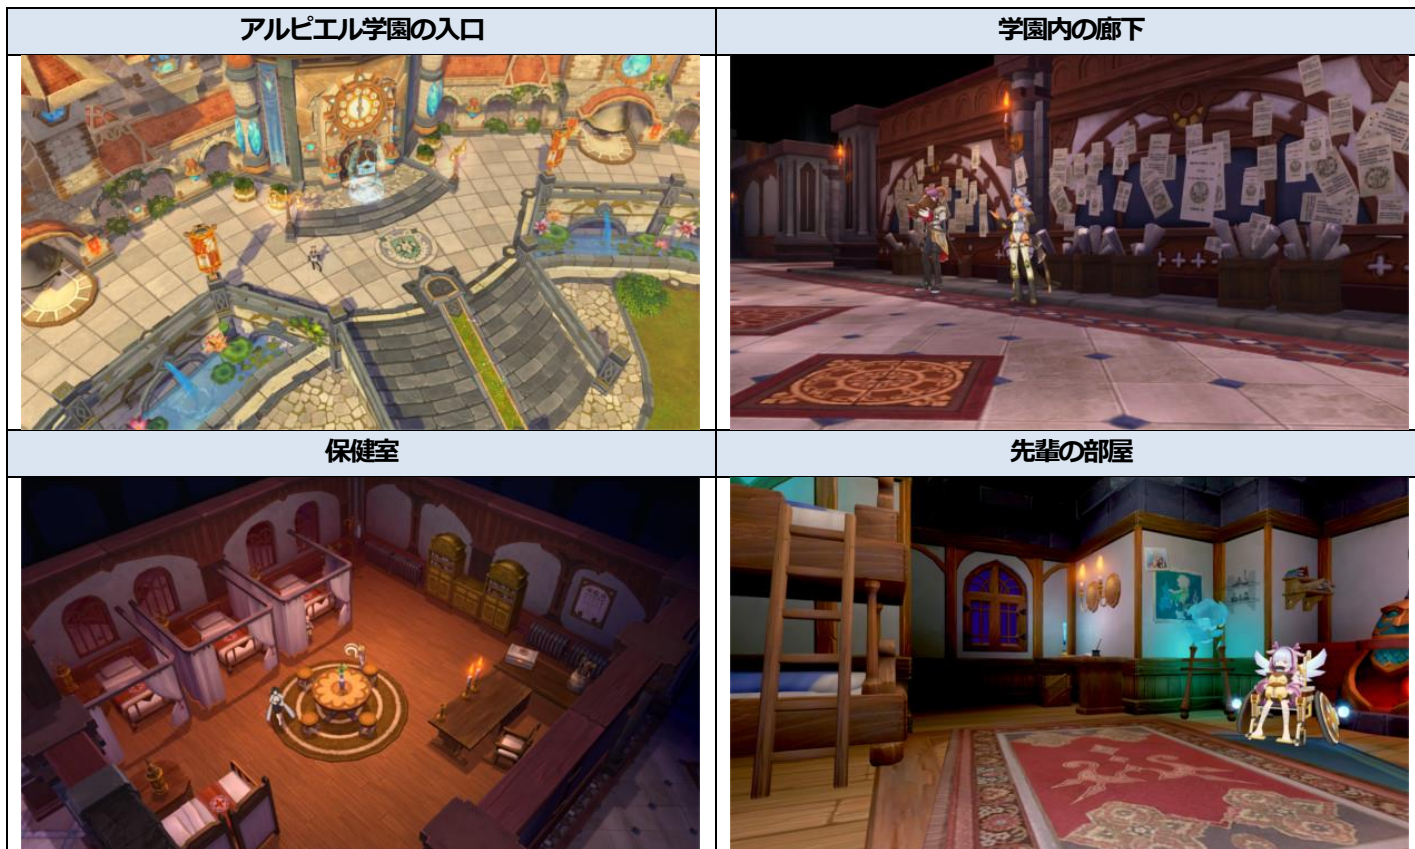 アルピエル学園の入口
学園内の廊下
保健室
先輩の部屋